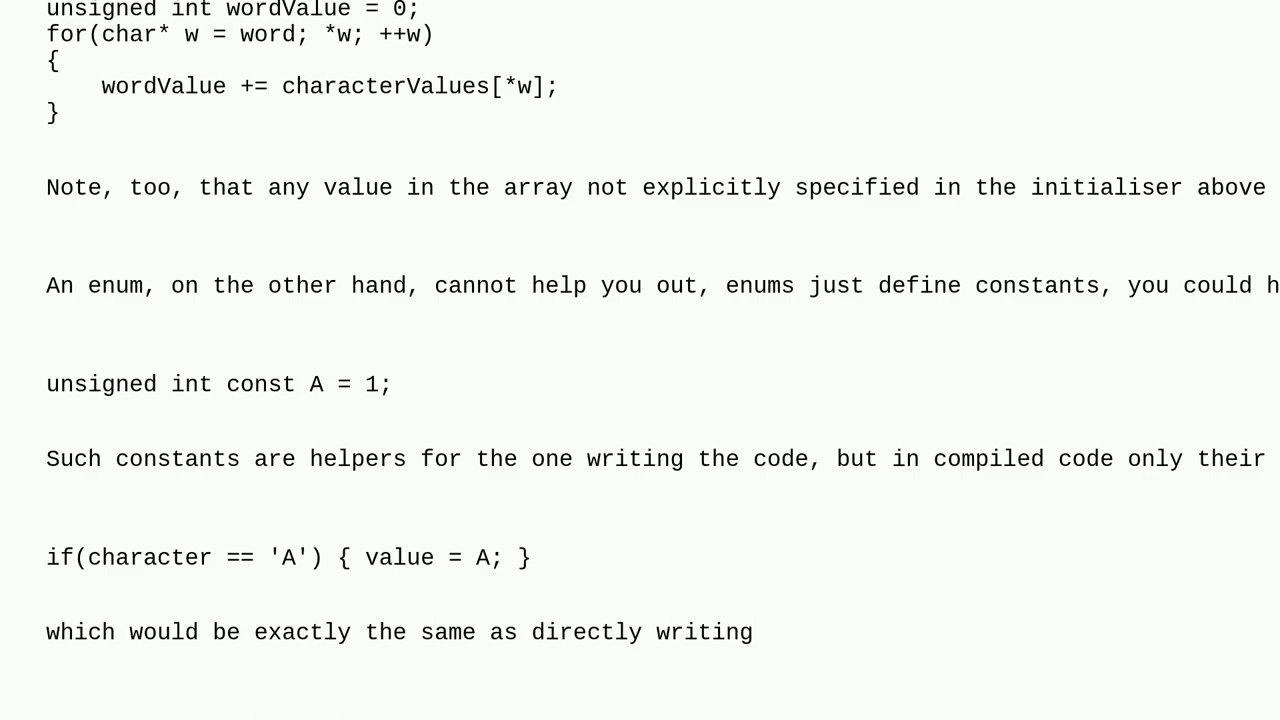 unsigned int wordValue = 0;
for(char* w = word; *w; ++w)
{
    wordValue += characterValues[*w];
}
Note, too, that any value in the array not explicitly specified in the initialiser above
An enum, on the other hand, cannot help you out, enums just define constants, you could
unsigned int const A = 1;
Such constants are helpers for the one writing the code, but in compiled code only their
if(character == 'A') { value = A; }
which would be exactly the same as directly writing